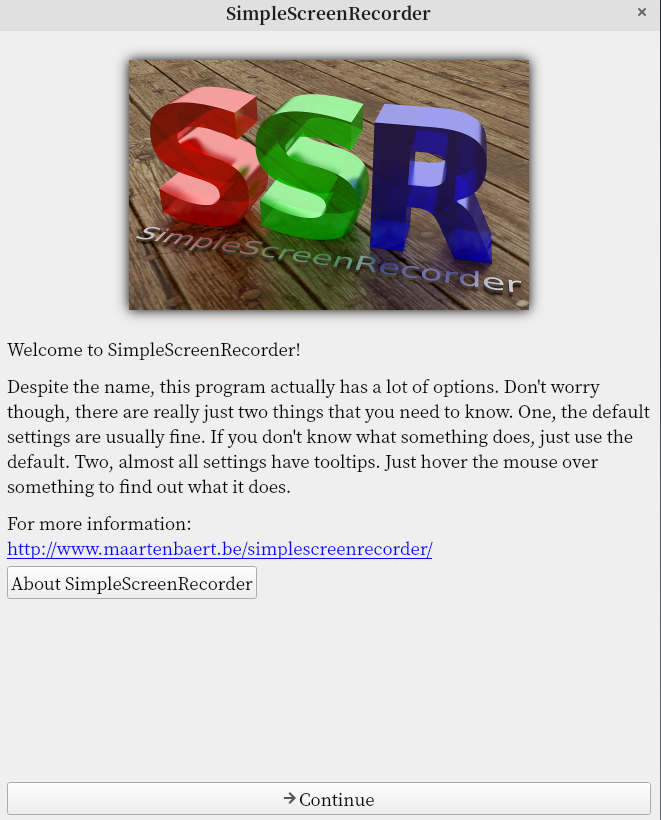 SimpleScreenRecorder
SSR
SimpleScreenRecorder
Welcome to SimpleScreenRecorder!
Despite the name, this program actually has a lot of options. Don't worry
though, there are really just two things that you need to know. One, the default
settings are usually fine. If you don't know what something does, just use the
default. Two, almost all settings have tooltips. Just hover the mouse over
something to find out what it does.
For more information:
http://www.maartenbaert.be/simplescreenrecorder/
About SimpleScreenRecorder
Continue